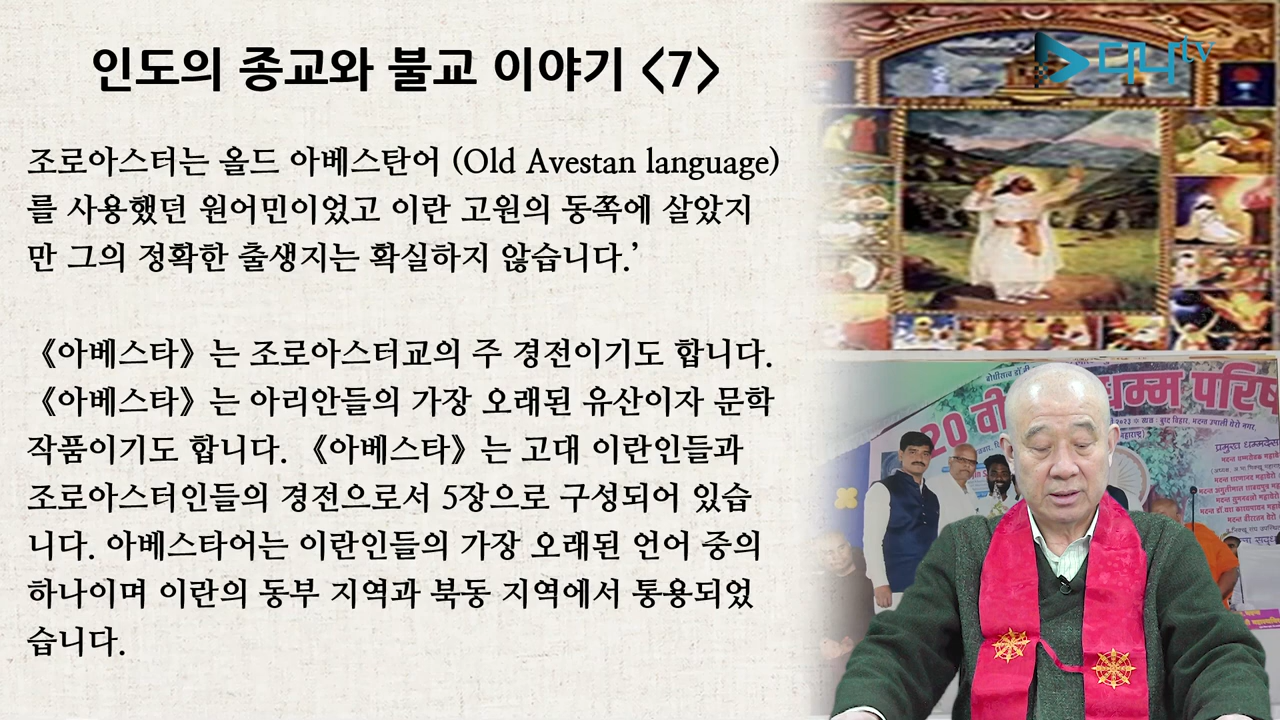 인도의 종교와 불교 이야기 <7>
다나tv
조로아스터는 올드 아베스탄어 (Old Avestan language)
를 사용했던 원어민이었고 이란 고원의 동쪽에 살았지
만 그의 정확한 출생지는 확실하지 않습니다.’
《아베스타》는 조로아스터교의 주 경전이기도 합니다.
《아베스타》는 아리안들의 가장 오래된 유산이자 문학
작품이기도 합니다. 《아베스타》는 고대 이란인들과
조로아스터인들의 경전으로서 5장으로 구성되어 있습
니다. 아베스타어는 이란인들의 가장 오래된 언어 중의
하나이며 이란의 동부 지역과 북동 지역에서 통용되었
습니다.
20 वी
धम्म परिष